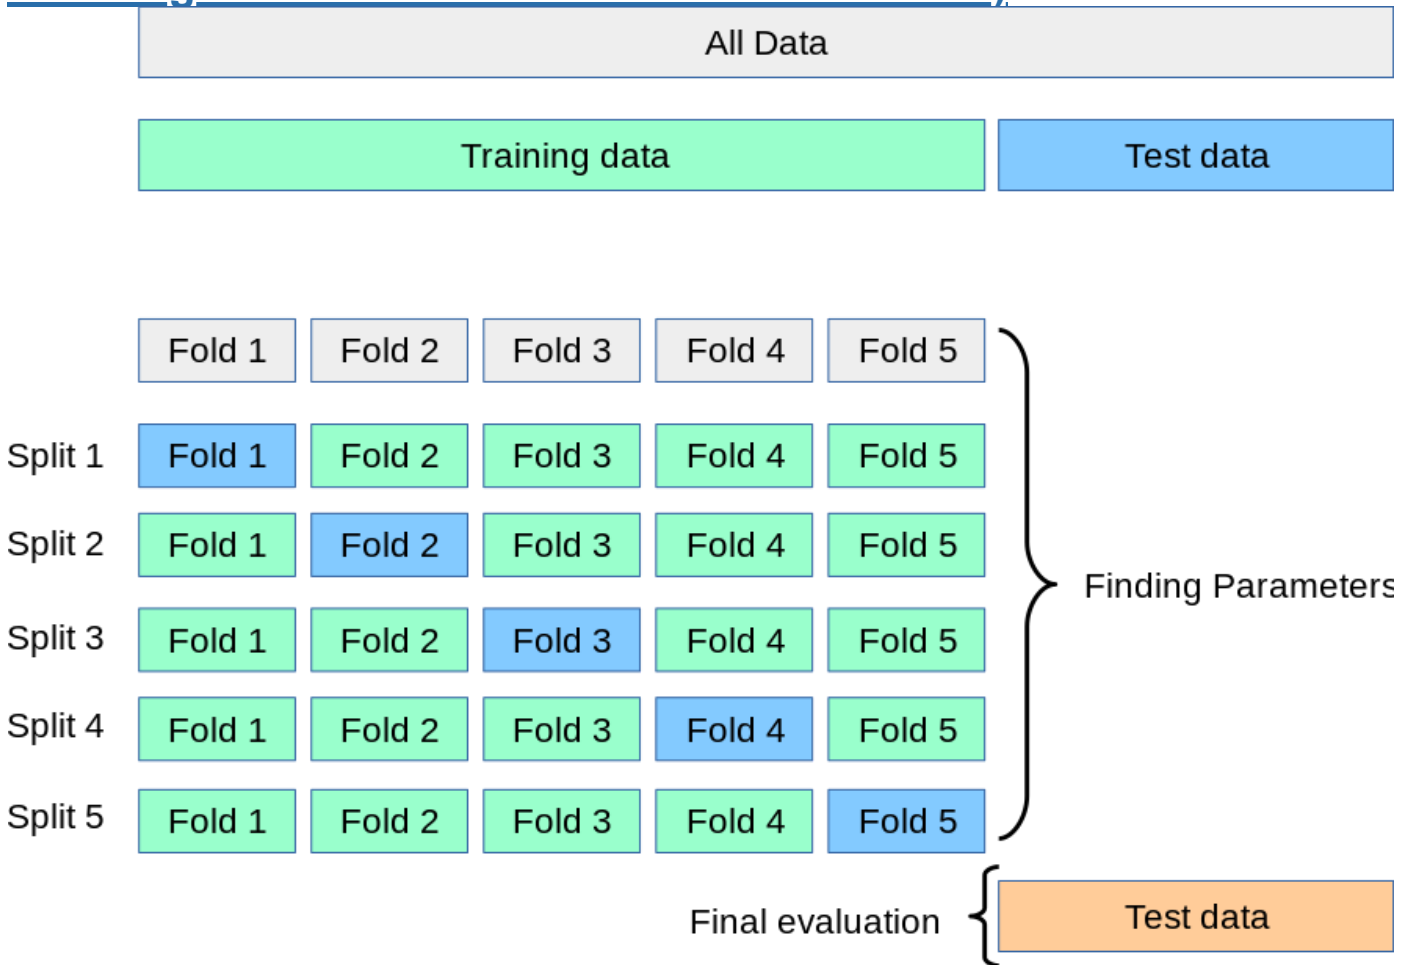 All Data
Training data Test data
Fold 1 Fold 2 Fold 3 Fold 4 Fold 5
Split 1 Fold 1 Fold 2 Fold 3 Fold 4 Fold 5
Split 2 Fold 1 Fold 2 Fold 3 Fold 4 Fold 5
Finding Parameters
Split 3 Fold 1 Fold 2 Fold 3 Fold 4 Fold 5
Split 4 Fold 1 Fold 2 Fold 3 Fold 4 Fold 5
Split 5 Fold 1 Fold 2 Fold 3 Fold 4 Fold 5
Final evaluation Test data